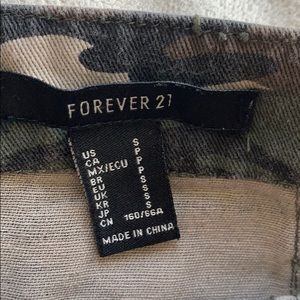 FOREVER 21
US S
CA P
MX/ECU P
BR P
EU S
UK S
KR S
JP S
CN 160/66A
MADE IN CHINA